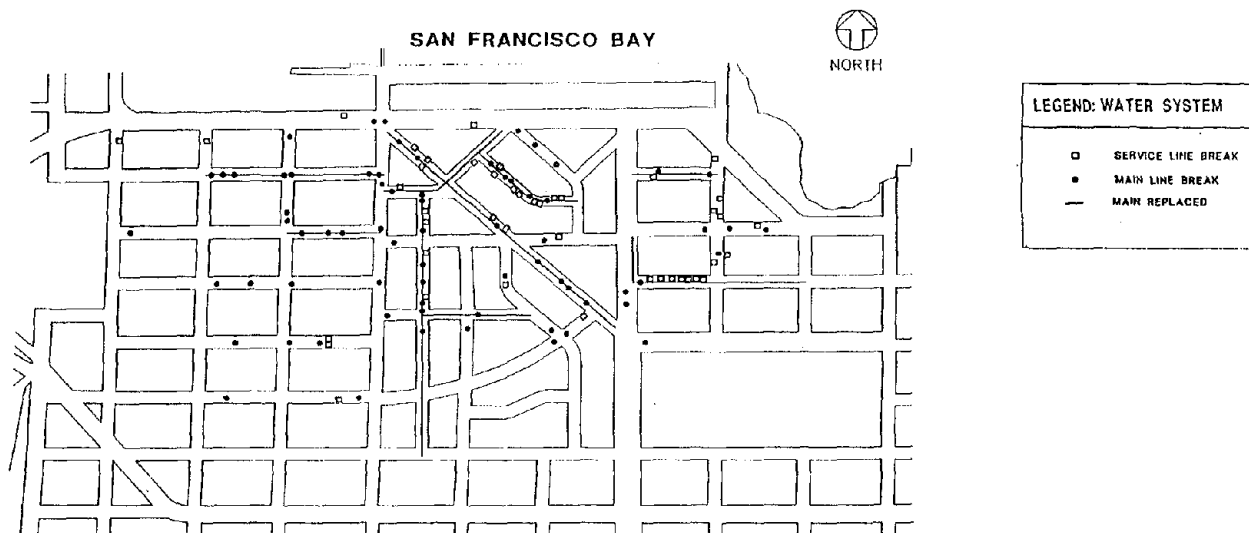 SAN FRANCISCO BAY
NORTH
LEGEND: WATER SYSTEM
SERVICE LINE BREAK
MAIN LINE BREAK
MAIN REPLACED